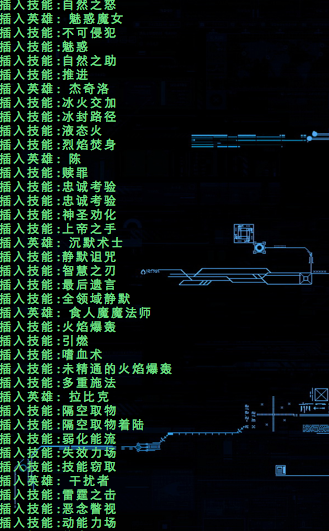 插入技能:自然之怒
插入英雄: 魅惑魔女
插入技能:不可侵犯
插入技能:魅惑
插入技能:自然之助
插入技能:推进
插入英雄: 杰奇洛
插入技能:冰火交加
插入技能:冰封路径
插入技能:液态火
插入技能:烈焰焚身
插入英雄: 陈
插入技能:赎罪
插入技能:忠诚考验
插入技能:忠诚考验
插入技能:神圣劝化
插入技能:上帝之手
插入英雄: 沉默术士
插入技能:静默诅咒
插入技能:智慧之刃
插入技能:最后遗言
插入技能:全领域静默
插入英雄: 食人魔魔法师
插入技能:火焰爆轰
插入技能:引燃
插入技能:嗜血术
插入技能:未精通的火焰爆轰
插入技能:多重施法
插入英雄: 拉比克
插入技能:隔空取物
插入技能:隔空取物着陆
插入技能:弱化能流
插入技能:失效力场
插入技能:技能窃取
插入英雄: 干扰者
插入技能:雷霆之击
插入技能:恶念瞥视
插入技能:动能力场